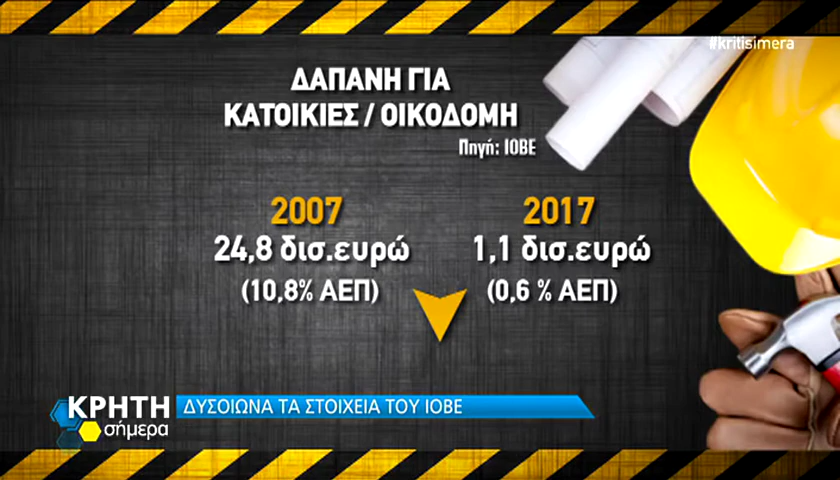 #kritisimera
ΔΑΠΑΝΗ ΓΙΑ
ΚΑΤΟΙΚΙΕΣ / ΟΙΚΟΔΟΜΗ
Πηγή: ΙΟΒΕ
2007
24,8 δισ.ευρώ
(10,8% ΑΕΠ)
2017
1,1 δισ.ευρώ
(0,6 % ΑΕΠ)
ΚΡΗΤΗ
σήμερα
ΔΥΣΟΙΩΝΑ ΤΑ ΣΤΟΙΧΕΙΑ ΤΟΥ ΙΟΒΕ